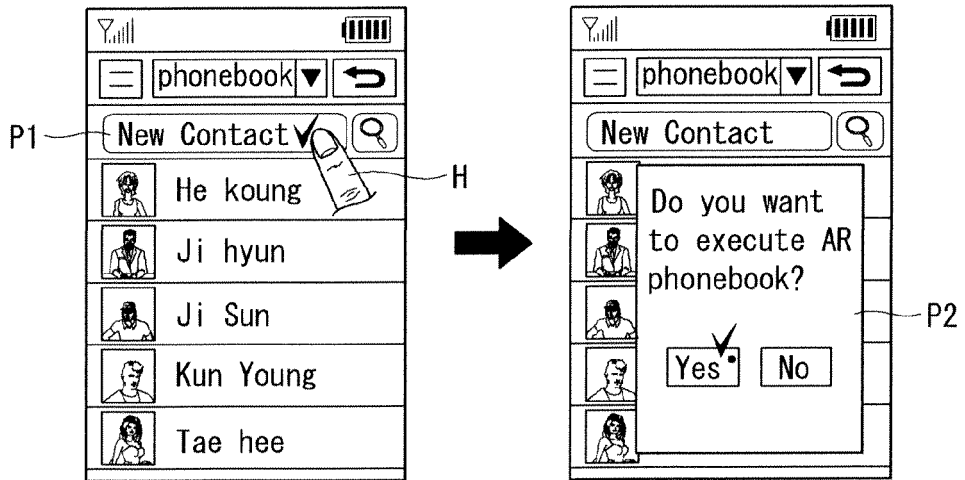 phonebook
P1
New Contact
H
He koung
Ji hyun
Ji Sun
Kun Young
Tae hee
phonebook
New Contact
Do you want
to execute AR
phonebook?
P2
Yes
No